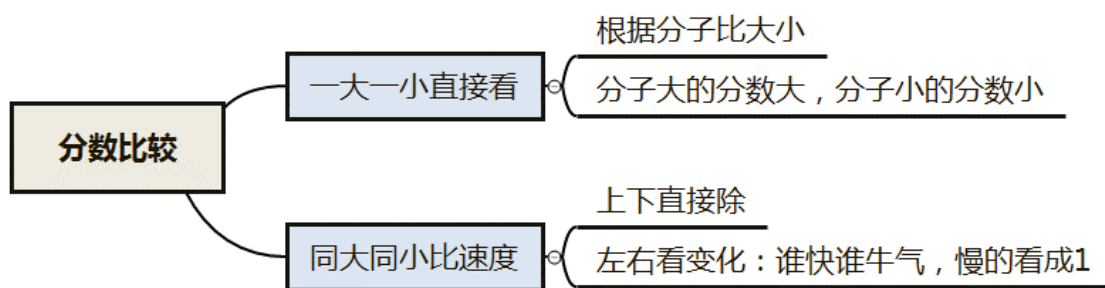 分数比较
一大一小直接看
根据分子比大小
分子大的分数大，分子小的分数小
同大同小比速度
上下直接除
左右看变化：谁快谁牛气，慢的看成1